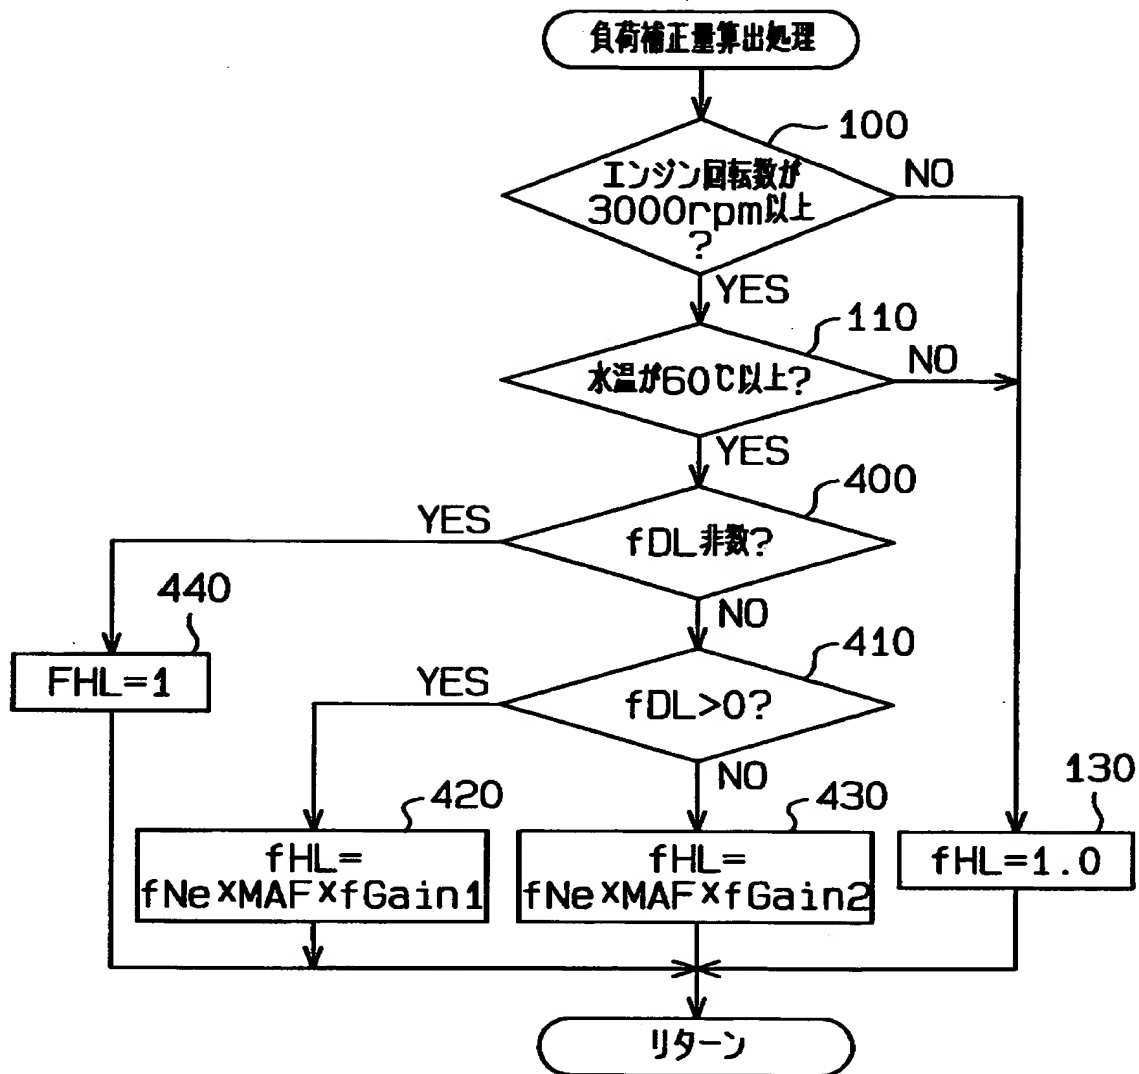 負荷補正量算出処理
100
エンジン回転数が
3000rpm以上
?
NO
YES
110
水温が60℃以上?
NO
YES
400
fDL非数?
YES
NO
440
FHL=1
410
fDL>0?
YES
NO
420
fHL=
fNe×MAF×fGain1
430
fHL=
fNe×MAF×fGain2
130
fHL=1.0
リターン